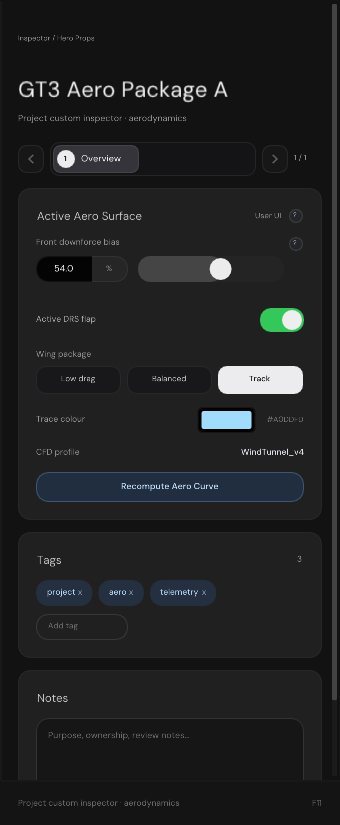 Inspector / Hero Props
GT3 Aero Package A
Project custom inspector · aerodynamics
1 Overview
1 / 1
Active Aero Surface
User UI ?
Front downforce bias ?
54.0 %
Active DRS flap
Wing package
Low drag Balanced Track
Trace colour #A0DDFD
CFD profile WindTunnel_v4
Recompute Aero Curve
Tags 3
project x aero x telemetry x
Add tag
Notes
Purpose, ownership, review notes...
Project custom inspector · aerodynamics F11